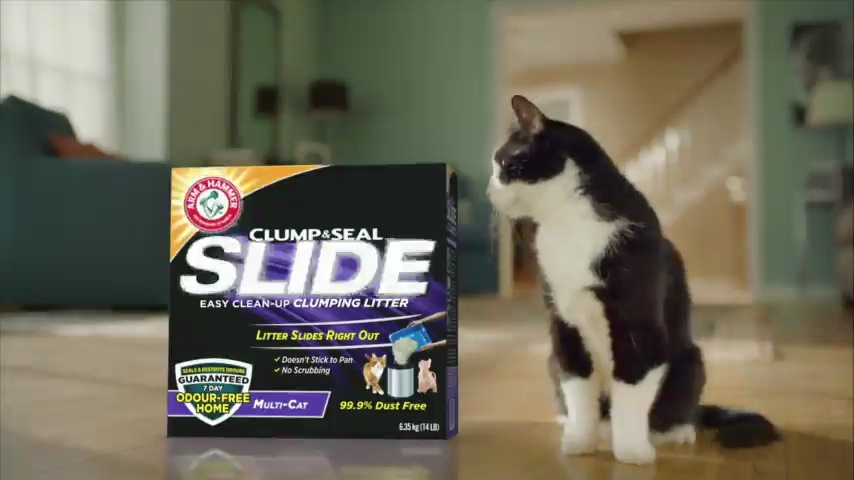 ARM & HAMMER
CLUMP & SEAL
SLIDE
EASY CLEAN-UP CLUMPING LITTER
LITTER SLIDES RIGHT OUT
✓ Doesn't Stick to Pan
✓ No Scrubbing
SEALS & DESTROYS ODOURS
GUARANTEED
7 DAY
ODOUR-FREE
HOME
MULTI-CAT
99.9% Dust Free
6.35 kg (14 LB)